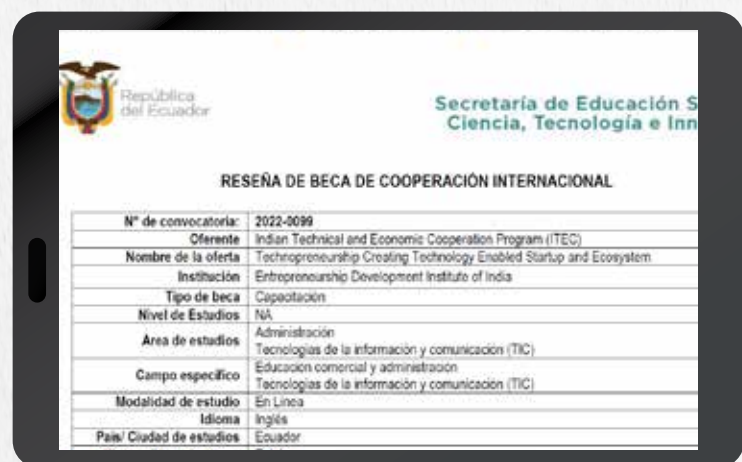 República
del Ecuador
Secretaría de Educación S
Ciencia, Tecnología e Inn
RESEÑA DE BECA DE COOPERACIÓN INTERNACIONAL
N° de convocatoria: 2022-0099
Oferente Indian Technical and Economic Cooperation Program (ITEC)
Nombre de la oferta Technopreneurship Creating Technology Enabled Startup and Ecosystem
Institución Entrepreneurship Development Institute of India
Tipo de beca Capacitación
Nivel de Estudios NA
Area de estudios Administración
Tecnologías de la información y comunicación (TIC)
Campo específico Educación comercial y administración
Tecnologías de la información y comunicación (TIC)
Modalidad de estudio En Línea
Idioma Inglés
País/ Ciudad de estudios Ecuador